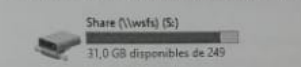 Share (\\wsfs) (S:)
31,0 GB disponibles de 249